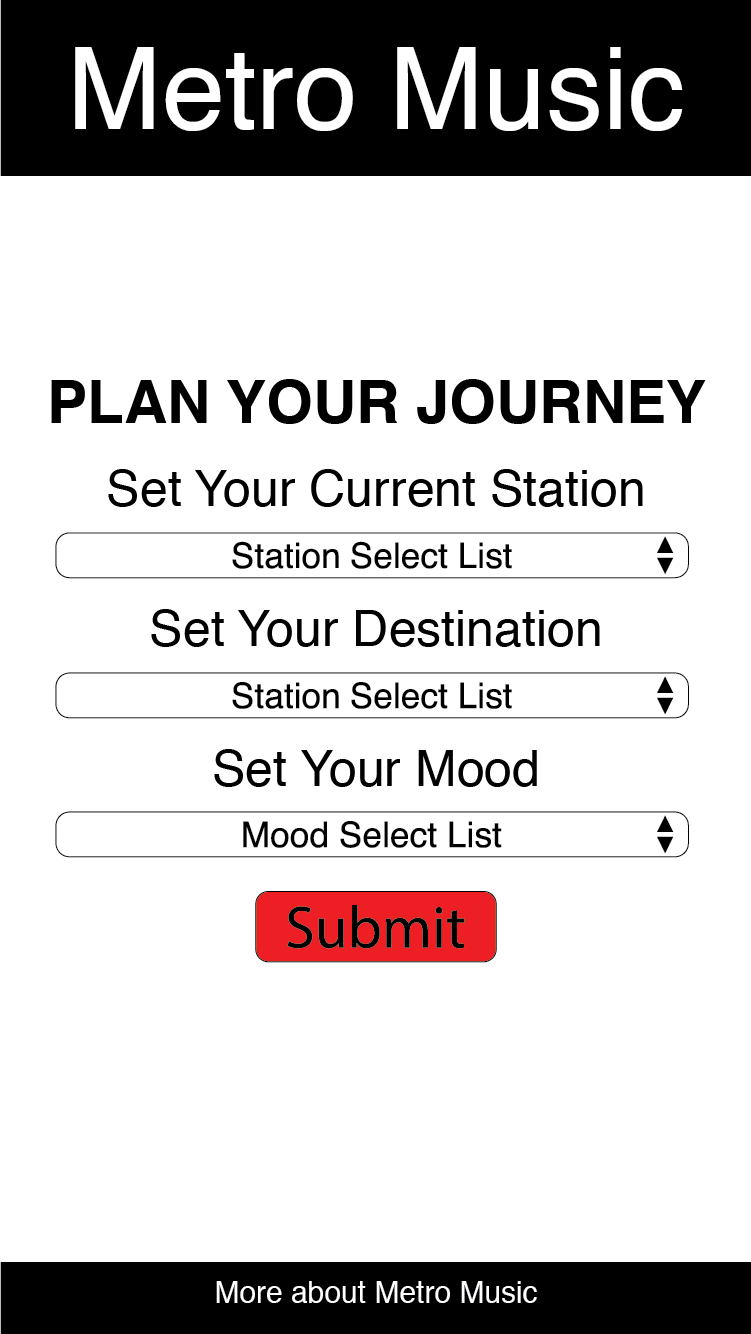 Metro Music
PLAN YOUR JOURNEY
Set Your Current Station
Station Select List
Set Your Destination
Station Select List
Set Your Mood
Mood Select List
Submit
More about Metro Music